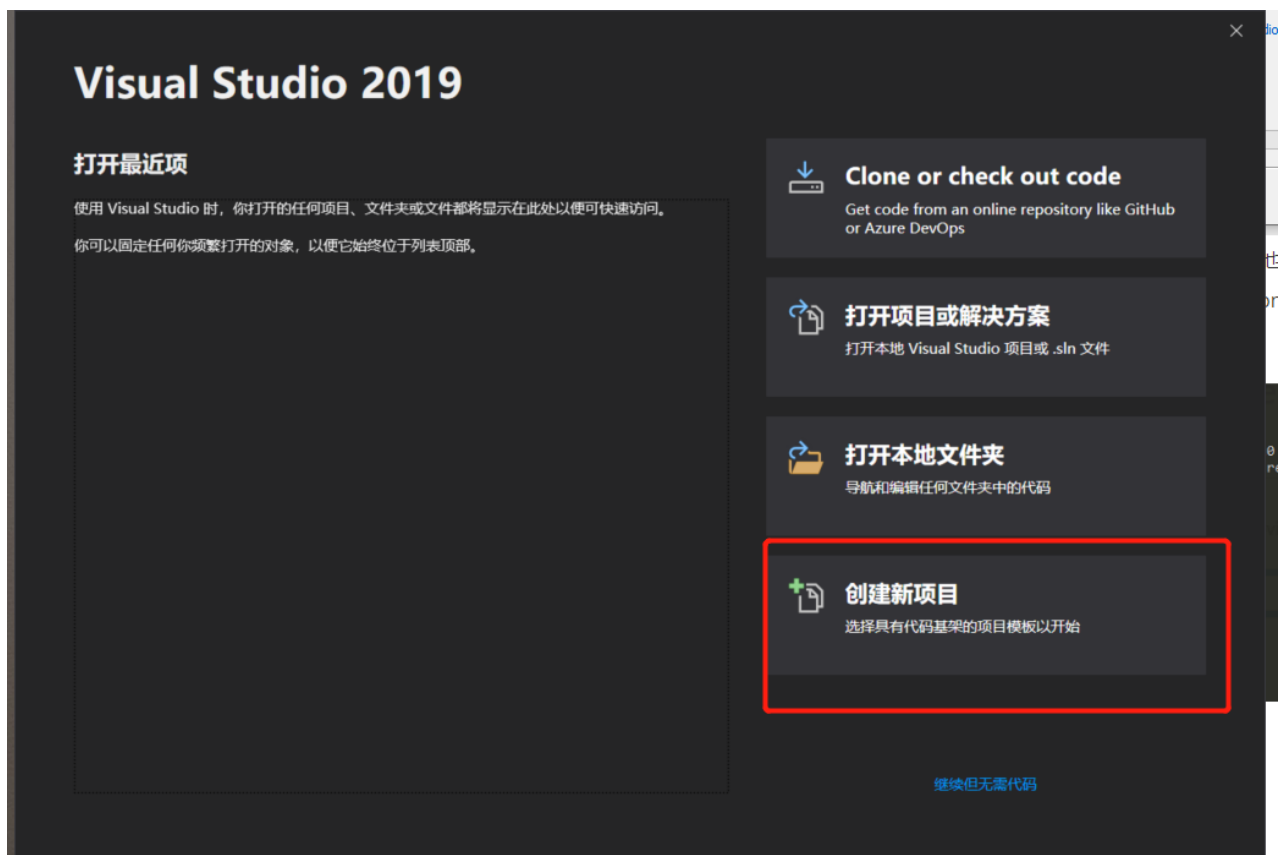 Visual Studio 2019
打开最近项
使用 Visual Studio 时，你打开的任何项目、文件夹或文件都将显示在此处以便可快速访问。
你可以固定任何你频繁打开的对象，以便它始终位于列表顶部。
Clone or check out code
Get code from an online repository like GitHub
or Azure DevOps
打开项目或解决方案
打开本地 Visual Studio 项目或 .sln 文件
打开本地文件夹
导航和编辑任何文件夹中的代码
创建新项目
选择具有代码基架的项目模板以开始
继续但无需代码